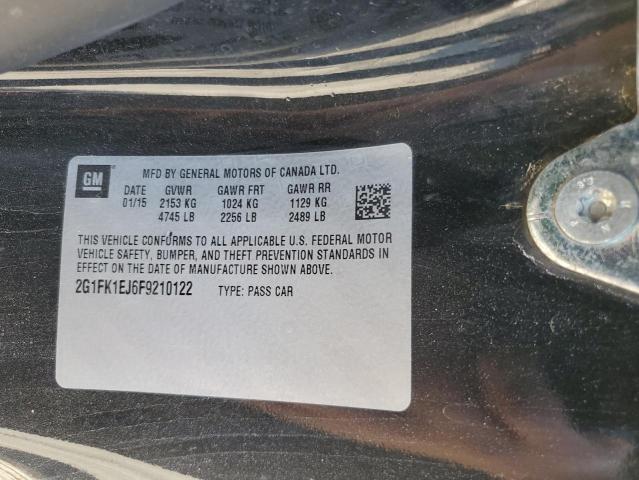 GM
MFD BY GENERAL MOTORS OF CANADA LTD.
DATE GVWR GAWR FRT GAWR RR
01/15 2153 KG 1024 KG 1129 KG
4745 LB 2256 LB 2489 LB
THIS VEHICLE CONFORMS TO ALL APPLICABLE U.S. FEDERAL MOTOR
VEHICLE SAFETY, BUMPER, AND THEFT PREVENTION STANDARDS IN
EFFECT ON THE DATE OF MANUFACTURE SHOWN ABOVE.
2G1FK1EJ6F9210122 TYPE: PASS CAR